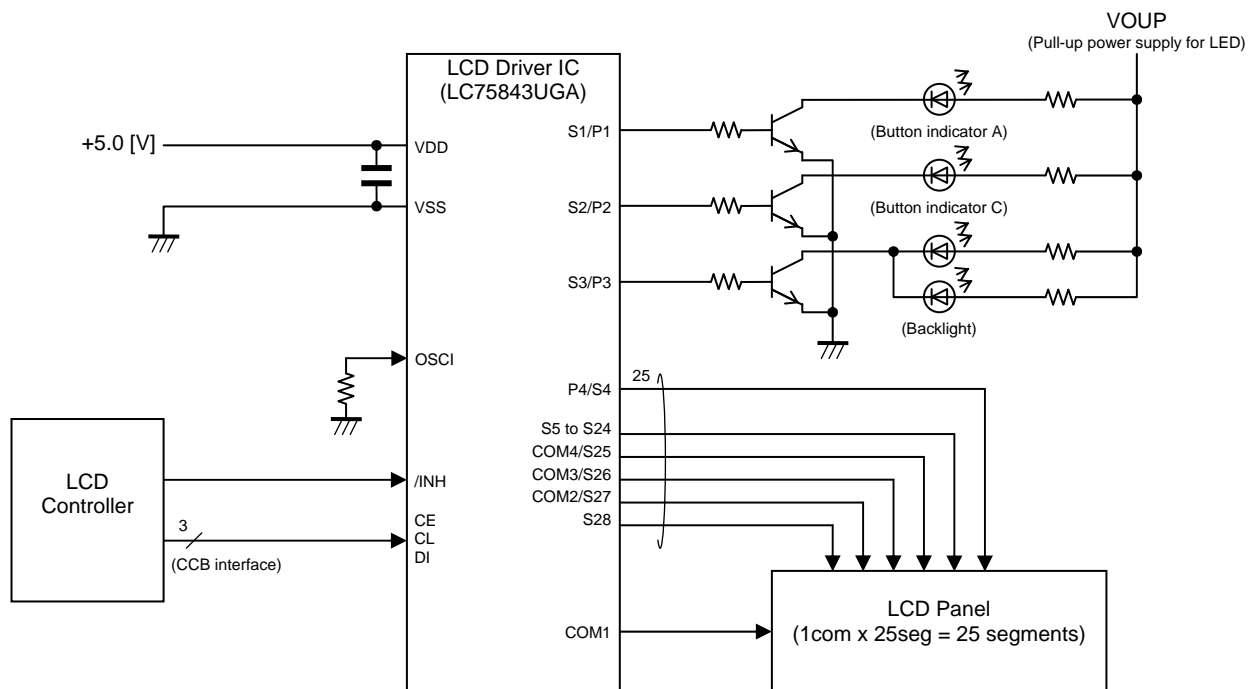 VOUP
(Pull-up power supply for LED)
LCD Driver IC
(LC75843UGA)
S1/P1
(Button indicator A)
+5.0 [V]
VDD
VSS
S2/P2
(Button indicator C)
S3/P3
(Backlight)
OSCI
25
P4/S4
S5 to S24
COM4/S25
COM3/S26
COM2/S27
S28
LCD
Controller
/INH
3
CE
CL
DI
(CCB interface)
LCD Panel
(1com x 25seg = 25 segments)
COM1